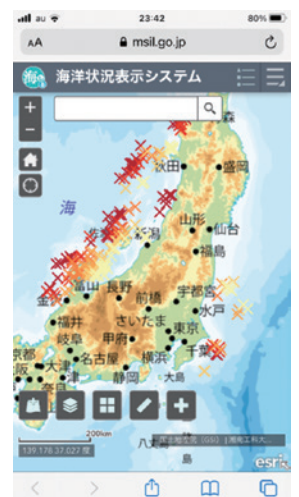 au 23:42 80%
AA msil.go.jp
海洋状況表示システム
森
秋田 盛岡
海
山形
仙台
新潟
福島
富山 長野
前橋 宇都宮
金
水戸
福井 さいたま
岐阜 甲府 東京
京都
名古屋 横浜 千葉
阪 大津 津 静岡 大島
奈
200km
139.178,37.027 度
八丈
島
esri